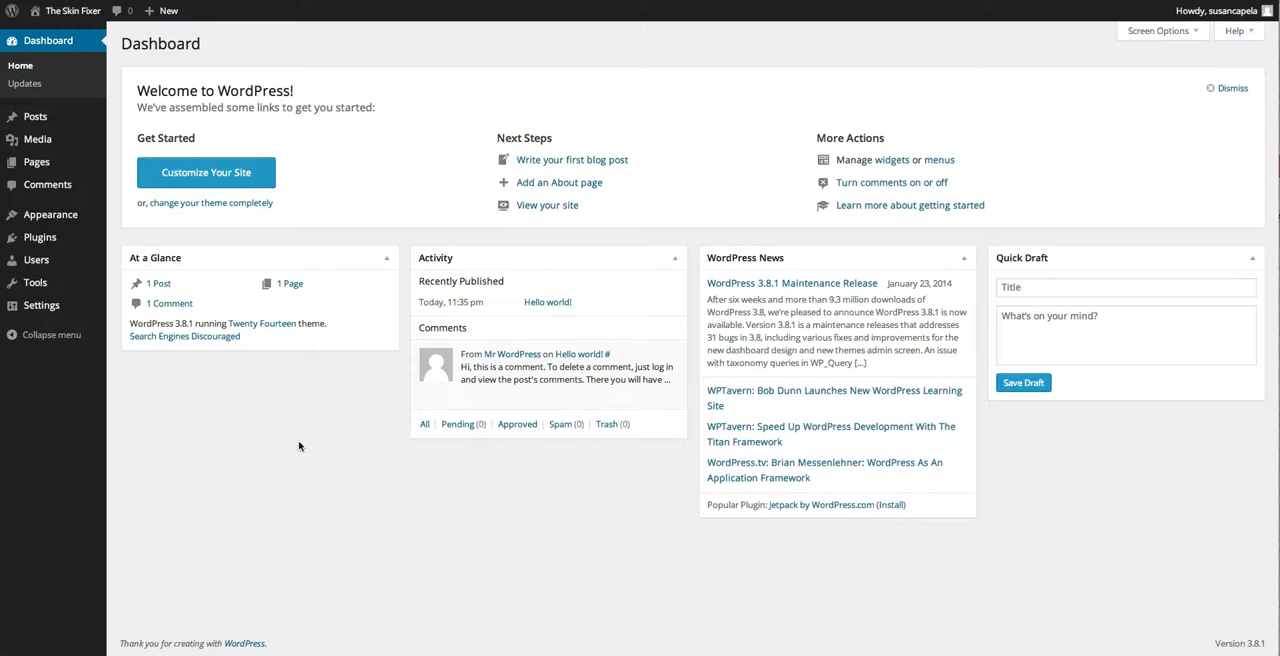 The Skin Fixer 0 New Howdy, susancapela
Dashboard
Home
Updates
Posts
Media
Pages
Comments
Appearance
Plugins
Users
Tools
Settings
Collapse menu
Dashboard
Screen Options Help
Welcome to WordPress!
We've assembled some links to get you started:
Dismiss
Get Started
Customize Your Site
or, change your theme completely
Next Steps
Write your first blog post
Add an About page
View your site
More Actions
Manage widgets or menus
Turn comments on or off
Learn more about getting started
At a Glance
1 Post 1 Page
1 Comment
WordPress 3.8.1 running Twenty Fourteen theme.
Search Engines Discouraged
Activity
Recently Published
Today, 11:35 pm Hello world!
Comments
From Mr WordPress on Hello world! #
Hi, this is a comment. To delete a comment, just log in
and view the post's comments. There you will have ...
All | Pending (0) | Approved | Spam (0) | Trash (0)
WordPress News
WordPress 3.8.1 Maintenance Release January 23, 2014
After six weeks and more than 9.3 million downloads of
WordPress 3.8, we're pleased to announce WordPress 3.8.1 is now
available. Version 3.8.1 is a maintenance releases that addresses
31 bugs in 3.8, including various fixes and improvements for the
new dashboard design and new themes admin screen. An issue
with taxonomy queries in WP_Query [...]
WPTavern: Bob Dunn Launches New WordPress Learning
Site
WPTavern: Speed Up WordPress Development With The
Titan Framework
WordPress.tv: Brian Messenlehner: WordPress As An
Application Framework
Popular Plugin: Jetpack by WordPress.com (Install)
Quick Draft
Title
What's on your mind?
Save Draft
Thank you for creating with WordPress.
Version 3.8.1